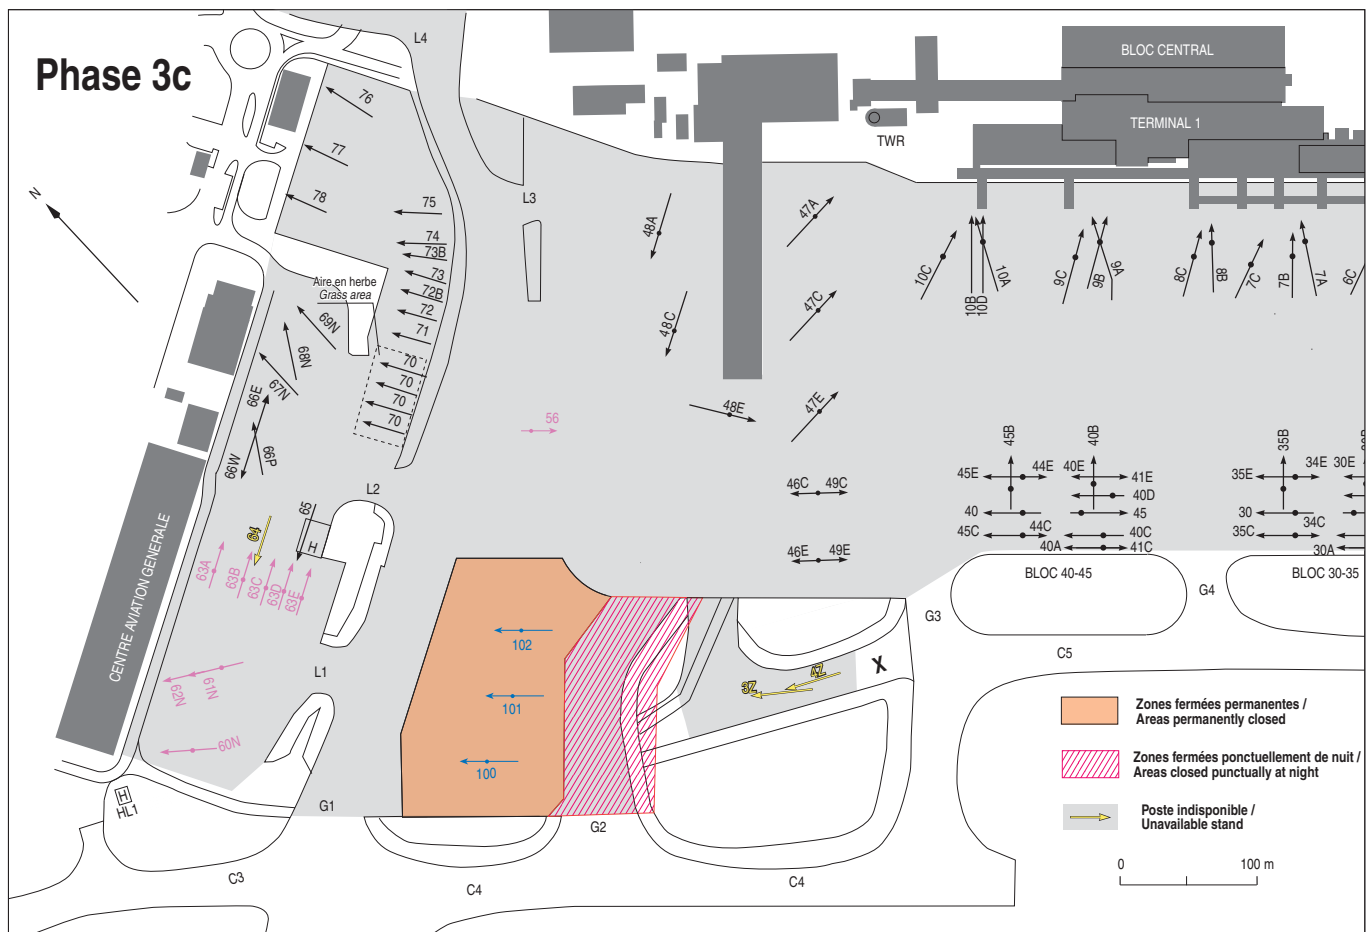 Phase 3c
L4
BLOC CENTRAL
TERMINAL 1
TWR
N
76
77
78
75
74
73B
73
72B
72
71
70
70
70
70
L3
Aire en herbe
Grass area
69N
68N
67N
66E
66W
66P
48A
48C
48E
47A
47C
47E
10C
10B
10D
10A
9C
9B
9A
8C
8B
7C
7B
7A
6C
56
45B
40B
35B
45E
44E
40E
41E
40D
40
45
45C
44C
40C
40A
41C
35E
34E
30E
30
34C
35C
30A
46C
49C
46E
49E
BLOC 40-45
BLOC 30-35
G4
G3
C5
L2
65
H
64
63A
63B
63C
63D
63E
CENTRE AVIATION GENERALE
62N
61N
60N
L1
102
101
100
3Z
4Z
X
G1
G2
H
HL1
C3
C4
C4
Zones fermées permanentes /
Areas permanently closed
Zones fermées ponctuellement de nuit /
Areas closed punctually at night
Poste indisponible /
Unavailable stand
0
100 m